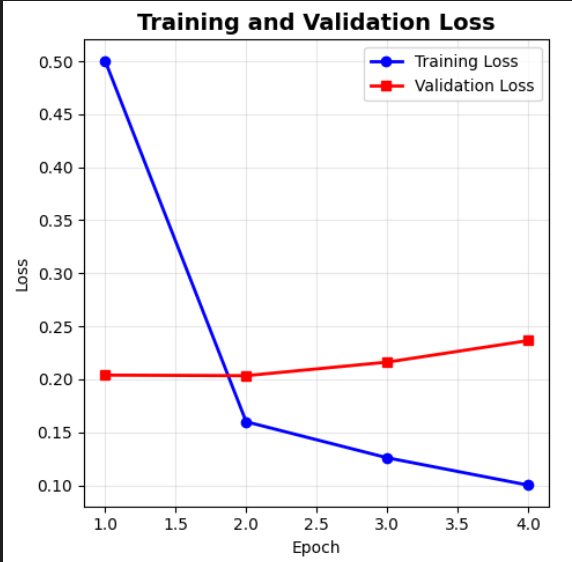 Training and Validation Loss
Training Loss
Validation Loss
0.50
0.45
0.40
0.35
0.30
0.25
0.20
0.15
0.10
Loss
1.0 1.5 2.0 2.5 3.0 3.5 4.0
Epoch